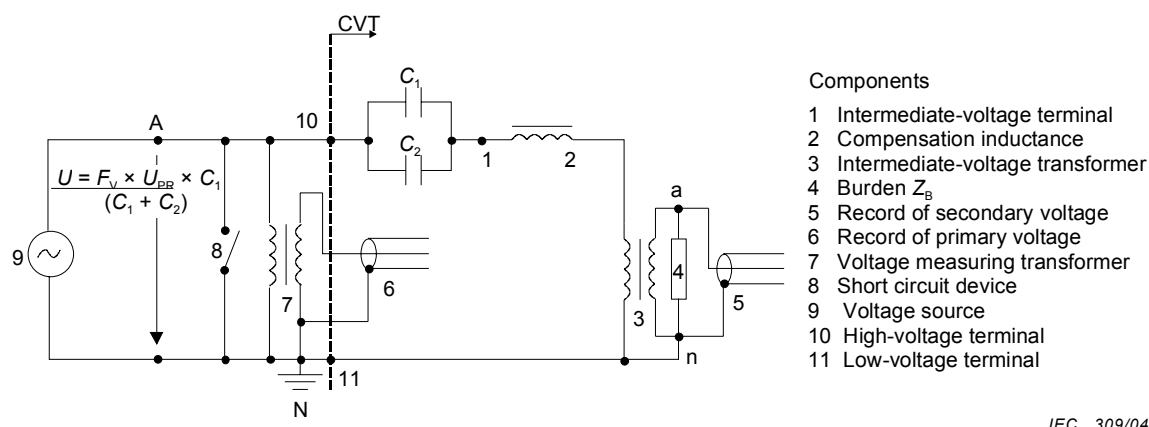 CVT
C1
A
10
C2
1
2
U = FV × UPR × C1
(C1 + C2)
a
9
8
4
7
6
3
5
n
11
N
Components
1 Intermediate-voltage terminal
2 Compensation inductance
3 Intermediate-voltage transformer
4 Burden ZB
5 Record of secondary voltage
6 Record of primary voltage
7 Voltage measuring transformer
8 Short circuit device
9 Voltage source
10 High-voltage terminal
11 Low-voltage terminal
IEC 309/04